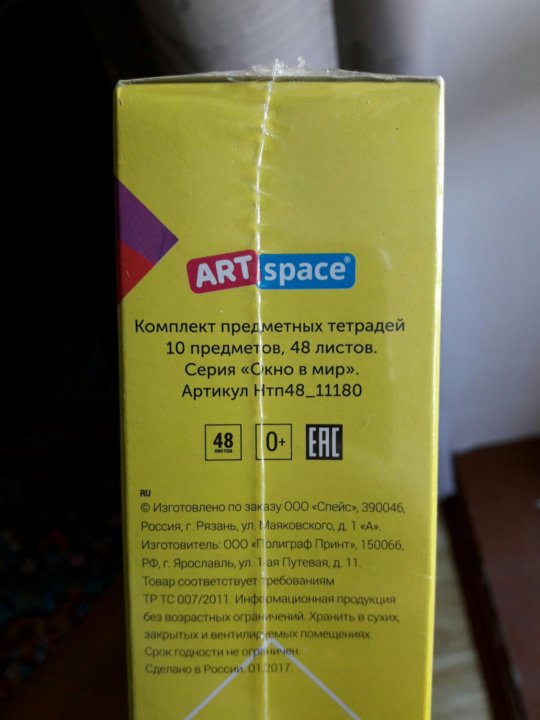 ARTspace®
Комплект предметных тетрадей
10 предметов, 48 листов.
Серия «Окно в мир».
Артикул Нтп48_11180
48 листов 0+ EAC
RU
© Изготовлено по заказу ООО «Спейс», 390046,
Россия, г. Рязань, ул. Маяковского, д. 1 «А».
Изготовитель: ООО «Полиграф Принт», 150066,
РФ, г. Ярославль, ул. 1-ая Путевая, д. 11.
Товар соответствует требованиям
ТР ТС 007/2011. Информационная продукция
без возрастных ограничений. Хранить в сухих,
закрытых и вентилируемых помещениях.
Срок годности не ограничен.
Сделано в России. 01.2017.